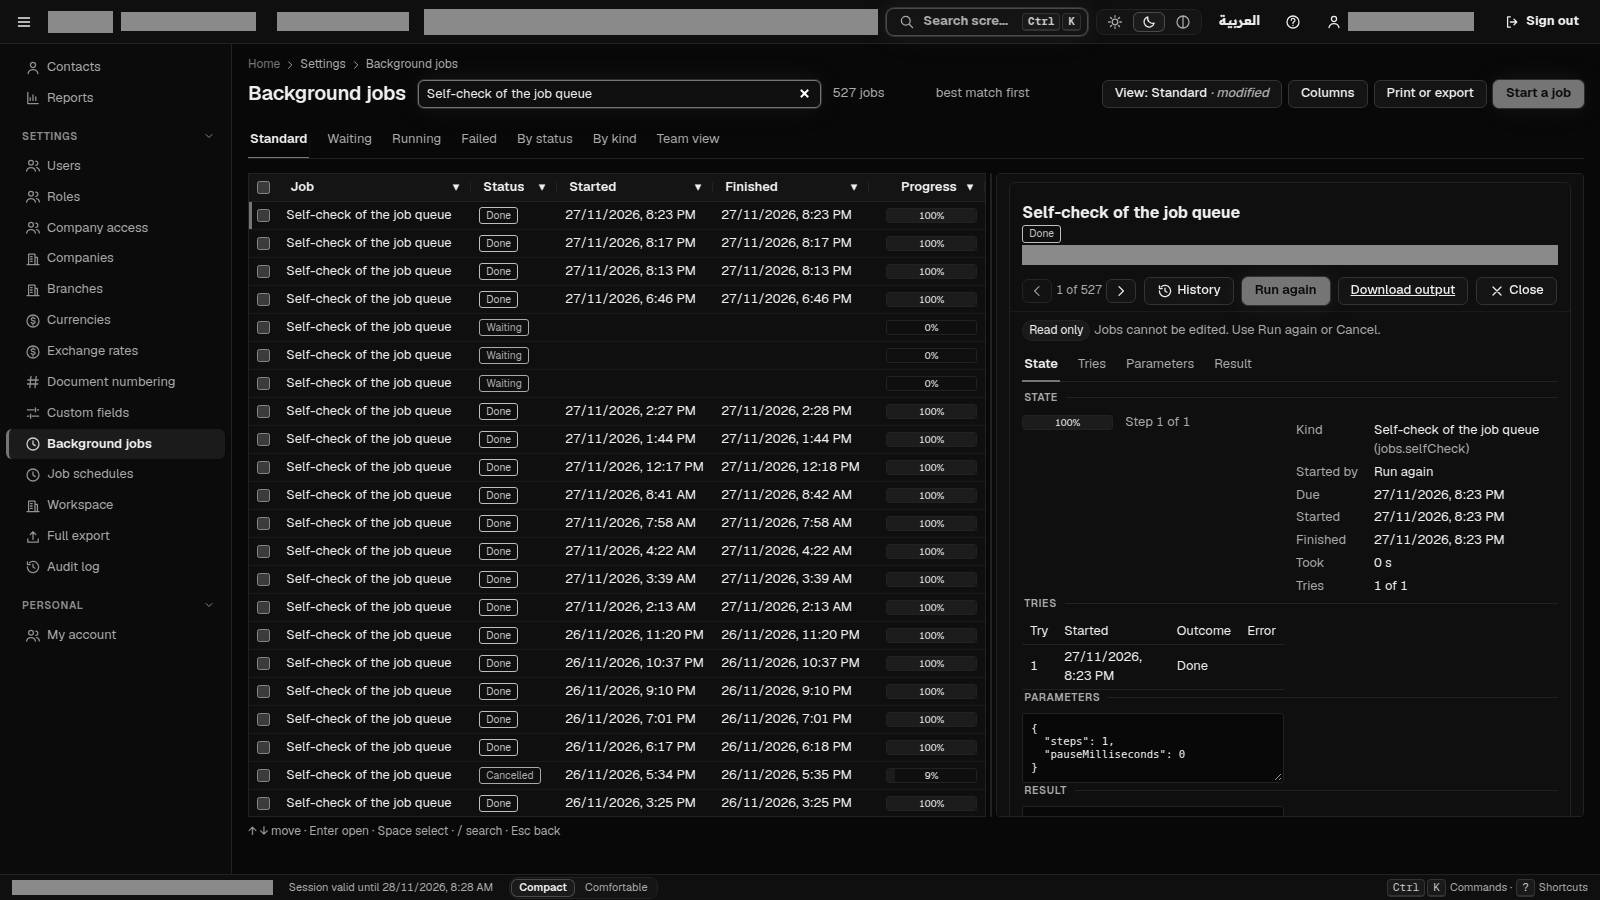 Search scre... Ctrl K
العربية
Sign out
Contacts
Reports
SETTINGS
Users
Roles
Company access
Companies
Branches
Currencies
Exchange rates
Document numbering
Custom fields
Background jobs
Job schedules
Workspace
Full export
Audit log
PERSONAL
My account
Home > Settings > Background jobs
Background jobs
Self-check of the job queue
527 jobs
best match first
View: Standard · modified
Columns
Print or export
Start a job
Standard Waiting Running Failed By status By kind Team view
Job Status Started Finished Progress
Self-check of the job queue Done 27/11/2026, 8:23 PM 27/11/2026, 8:23 PM 100%
Self-check of the job queue Done 27/11/2026, 8:17 PM 27/11/2026, 8:17 PM 100%
Self-check of the job queue Done 27/11/2026, 8:13 PM 27/11/2026, 8:13 PM 100%
Self-check of the job queue Done 27/11/2026, 6:46 PM 27/11/2026, 6:46 PM 100%
Self-check of the job queue Waiting 0%
Self-check of the job queue Waiting 0%
Self-check of the job queue Waiting 0%
Self-check of the job queue Done 27/11/2026, 2:27 PM 27/11/2026, 2:28 PM 100%
Self-check of the job queue Done 27/11/2026, 1:44 PM 27/11/2026, 1:44 PM 100%
Self-check of the job queue Done 27/11/2026, 12:17 PM 27/11/2026, 12:18 PM 100%
Self-check of the job queue Done 27/11/2026, 8:41 AM 27/11/2026, 8:42 AM 100%
Self-check of the job queue Done 27/11/2026, 7:58 AM 27/11/2026, 7:58 AM 100%
Self-check of the job queue Done 27/11/2026, 4:22 AM 27/11/2026, 4:22 AM 100%
Self-check of the job queue Done 27/11/2026, 3:39 AM 27/11/2026, 3:39 AM 100%
Self-check of the job queue Done 27/11/2026, 2:13 AM 27/11/2026, 2:13 AM 100%
Self-check of the job queue Done 26/11/2026, 11:20 PM 26/11/2026, 11:20 PM 100%
Self-check of the job queue Done 26/11/2026, 10:37 PM 26/11/2026, 10:37 PM 100%
Self-check of the job queue Done 26/11/2026, 9:10 PM 26/11/2026, 9:10 PM 100%
Self-check of the job queue Done 26/11/2026, 7:01 PM 26/11/2026, 7:01 PM 100%
Self-check of the job queue Done 26/11/2026, 6:17 PM 26/11/2026, 6:18 PM 100%
Self-check of the job queue Cancelled 26/11/2026, 5:34 PM 26/11/2026, 5:35 PM 9%
Self-check of the job queue Done 26/11/2026, 3:25 PM 26/11/2026, 3:25 PM 100%
↑↓ move · Enter open · Space select · / search · Esc back
Self-check of the job queue
Done
1 of 527
History
Run again
Download output
Close
Read only Jobs cannot be edited. Use Run again or Cancel.
State Tries Parameters Result
STATE
100% Step 1 of 1
Kind Self-check of the job queue
(jobs.selfCheck)
Started by Run again
Due 27/11/2026, 8:23 PM
Started 27/11/2026, 8:23 PM
Finished 27/11/2026, 8:23 PM
Took 0 s
Tries 1 of 1
TRIES
Try Started Outcome Error
1 27/11/2026, 8:23 PM Done
PARAMETERS
{
"steps": 1,
"pauseMilliseconds": 0
}
RESULT
Session valid until 28/11/2026, 8:28 AM
Compact Comfortable
Ctrl K Commands · ? Shortcuts